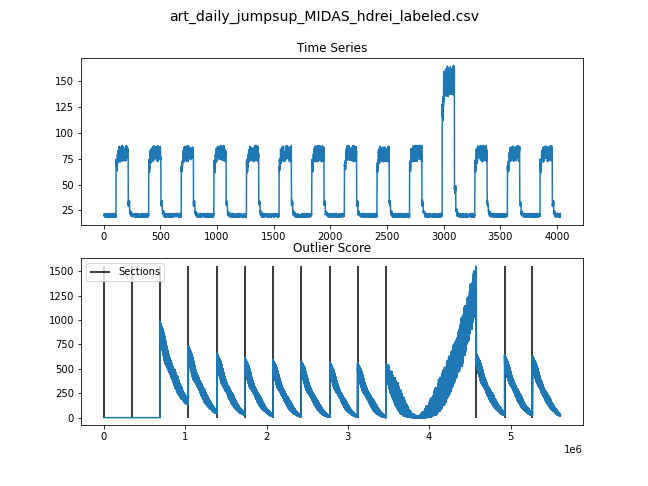 art_daily_jumpsup_MIDAS_hdrei_labeled.csv
Time Series
150
125
100
75
50
25
0 500 1000 1500 2000 2500 3000 3500 4000
Outlier Score
1500
1250
1000
750
500
250
0
Sections
0 1 2 3 4 5
1e6